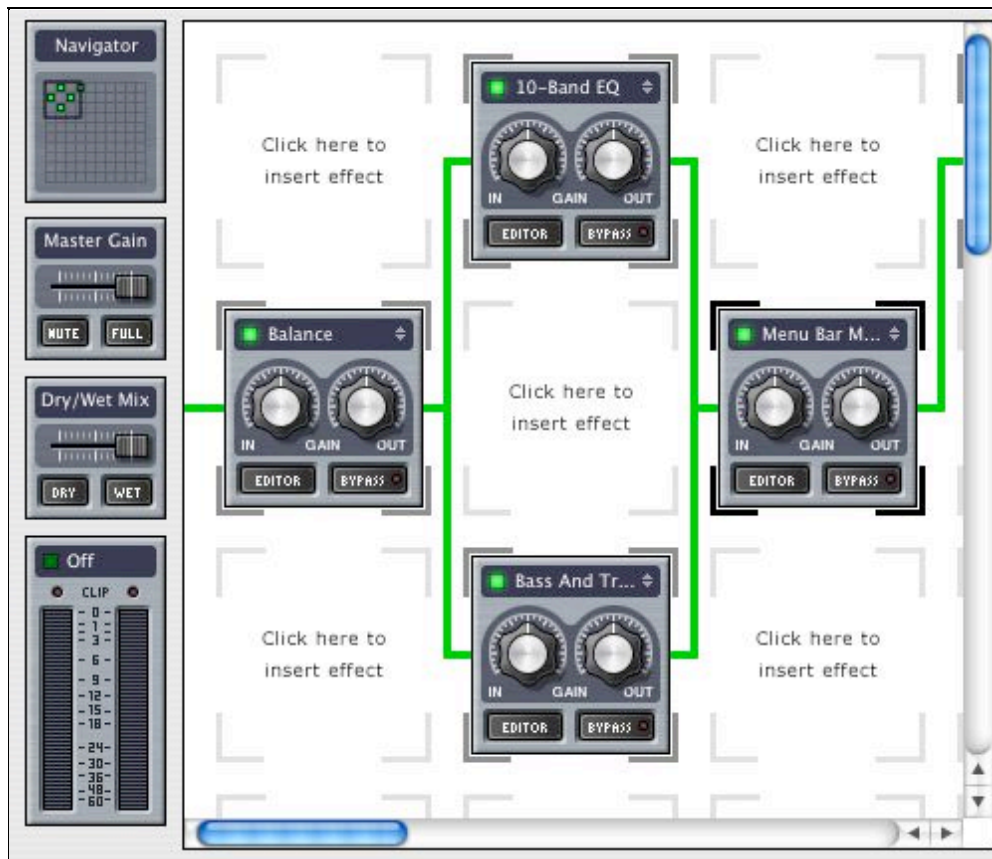 Navigator
Master Gain
MUTE FULL
Dry/Wet Mix
DRY WET
Off
CLIP
0
1
3
6
9
12
15
18
24
30
36
48
60
Click here to
insert effect
10-Band EQ
IN GAIN OUT
EDITOR BYPASS
Click here to
insert effect
Balance
IN GAIN OUT
EDITOR BYPASS
Click here to
insert effect
Menu Bar M...
IN GAIN OUT
EDITOR BYPASS
Click here to
insert effect
Bass And Tr...
IN GAIN OUT
EDITOR BYPASS
Click here to
insert effect